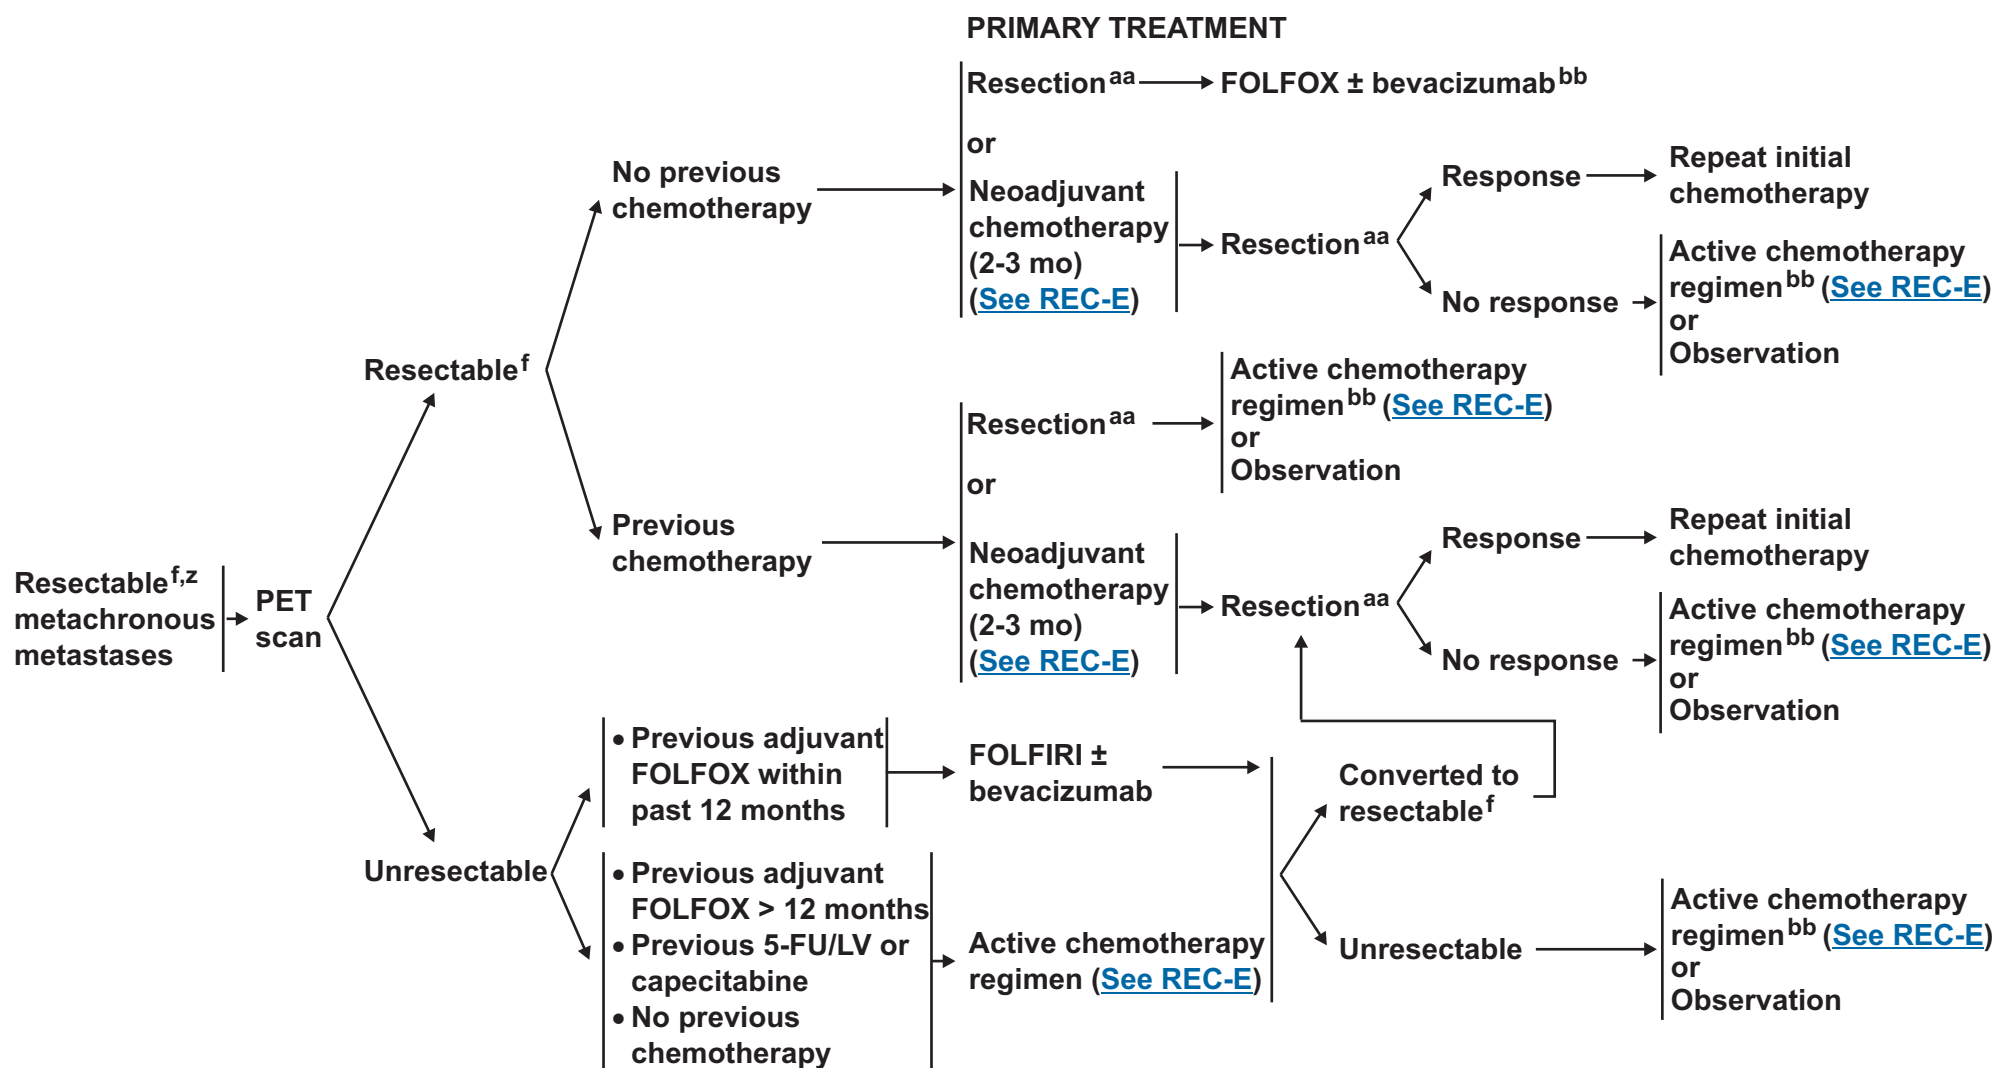 PRIMARY TREATMENT
Resection aa
FOLFOX ± bevacizumab bb
or
Neoadjuvant
chemotherapy
(2-3 mo)
(See REC-E)
No previous
chemotherapy
Resection aa
Response
Repeat initial
chemotherapy
No response
Active chemotherapy
regimen bb (See REC-E)
or
Observation
Resectable f
Resection aa
Active chemotherapy
regimen bb (See REC-E)
or
Observation
or
Previous
chemotherapy
Neoadjuvant
chemotherapy
(2-3 mo)
(See REC-E)
Resection aa
Response
Repeat initial
chemotherapy
No response
Active chemotherapy
regimen bb (See REC-E)
or
Observation
Resectable f,z
metachronous
metastases
PET
scan
Unresectable
• Previous adjuvant
FOLFOX within
past 12 months
FOLFIRI ±
bevacizumab
Converted to
resectable f
• Previous adjuvant
FOLFOX > 12 months
• Previous 5-FU/LV or
capecitabine
• No previous
chemotherapy
Active chemotherapy
regimen (See REC-E)
Unresectable
Active chemotherapy
regimen bb (See REC-E)
or
Observation